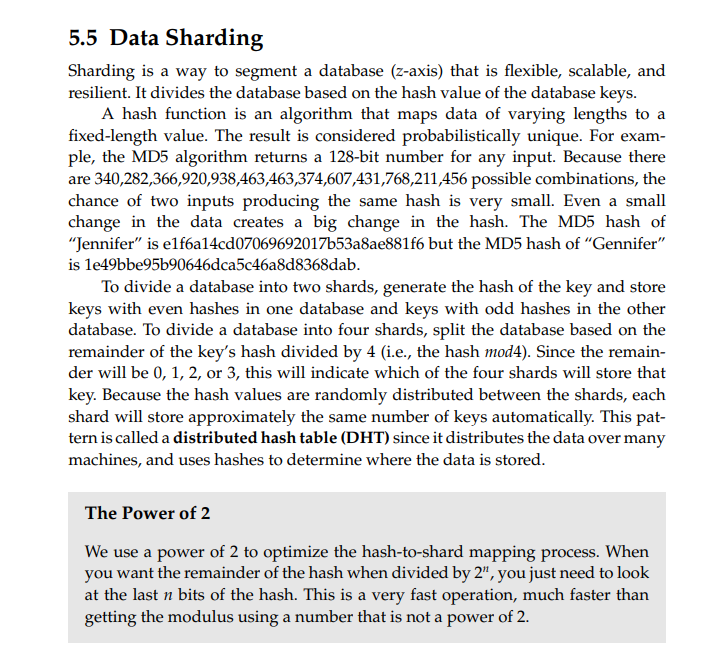 5.5 Data Sharding
Sharding is a way to segment a database (z-axis) that is flexible, scalable, and
resilient. It divides the database based on the hash value of the database keys.
A hash function is an algorithm that maps data of varying lengths to a
fixed-length value. The result is considered probabilistically unique. For exam-
ple, the MD5 algorithm returns a 128-bit number for any input. Because there
are 340,282,366,920,938,463,463,374,607,431,768,211,456 possible combinations, the
chance of two inputs producing the same hash is very small. Even a small
change in the data creates a big change in the hash. The MD5 hash of
“Jennifer” is e1f6a14cd07069692017b53a8ae881f6 but the MD5 hash of “Gennifer”
is 1e49bbe95b90646dca5c46a8d8368dab.
To divide a database into two shards, generate the hash of the key and store
keys with even hashes in one database and keys with odd hashes in the other
database. To divide a database into four shards, split the database based on the
remainder of the key’s hash divided by 4 (i.e., the hash mod4). Since the remain-
der will be 0, 1, 2, or 3, this will indicate which of the four shards will store that
key. Because the hash values are randomly distributed between the shards, each
shard will store approximately the same number of keys automatically. This pat-
tern is called a distributed hash table (DHT) since it distributes the data over many
machines, and uses hashes to determine where the data is stored.
The Power of 2
We use a power of 2 to optimize the hash-to-shard mapping process. When
you want the remainder of the hash when divided by 2ⁿ, you just need to look
at the last n bits of the hash. This is a very fast operation, much faster than
getting the modulus using a number that is not a power of 2.